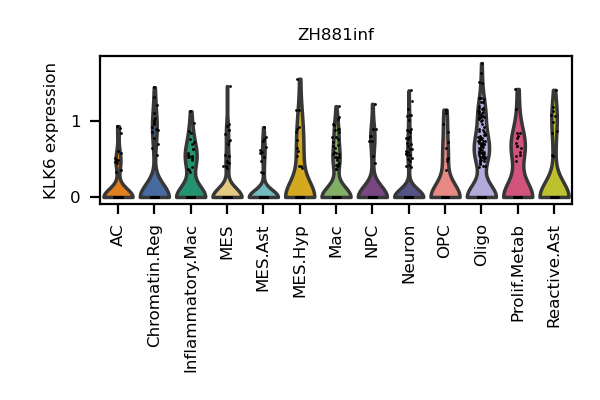 ZH881inf
KLK6 expression
1
0
AC
Chromatin.Reg
Inflammatory.Mac
MES
MES.Ast
MES.Hyp
Mac
NPC
Neuron
OPC
Oligo
Prolif.Metab
Reactive.Ast